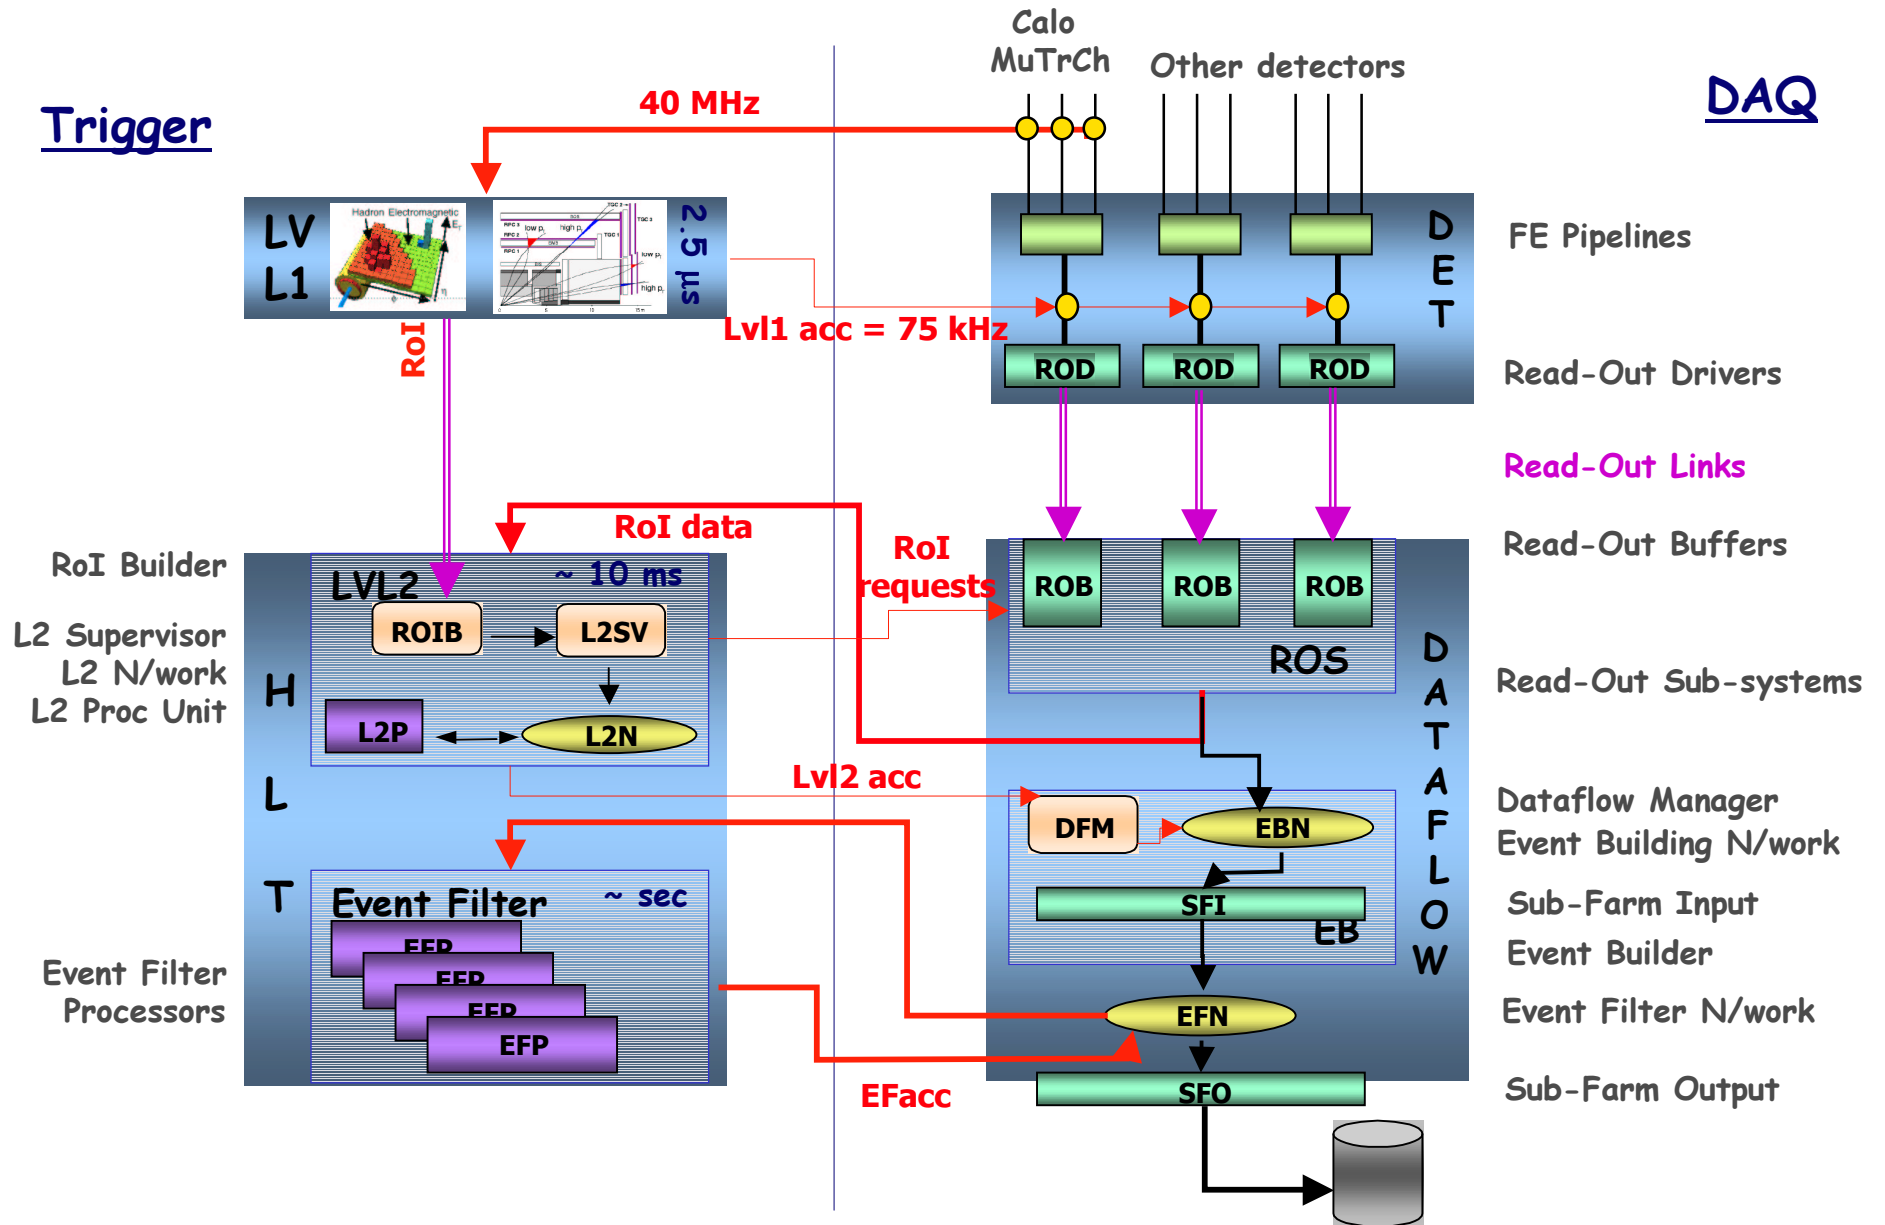 Calo
MuTrCh
Other detectors
Trigger
40 MHz
DAQ
LV
L1
Hadron Electromagnetic
2.5 µs
low p
high p
D
E
T
FE Pipelines
Lvl1 acc = 75 kHz
RoI
ROD
ROD
ROD
Read-Out Drivers
Read-Out Links
RoI data
RoI
requests
Read-Out Buffers
RoI Builder
LVL2
~ 10 ms
ROB
ROB
ROB
L2 Supervisor
L2 N/work
L2 Proc Unit
ROIB
L2SV
ROS
Read-Out Sub-systems
L2P
L2N
H
L
T
D
A
T
A
F
L
O
W
Lvl2 acc
DFM
EBN
Dataflow Manager
Event Building N/work
Event Filter
~ sec
SFI
EB
Sub-Farm Input
Event Builder
EFP
EFP
EFP
EFP
Event Filter
Processors
EFN
Event Filter N/work
EFacc
SFO
Sub-Farm Output